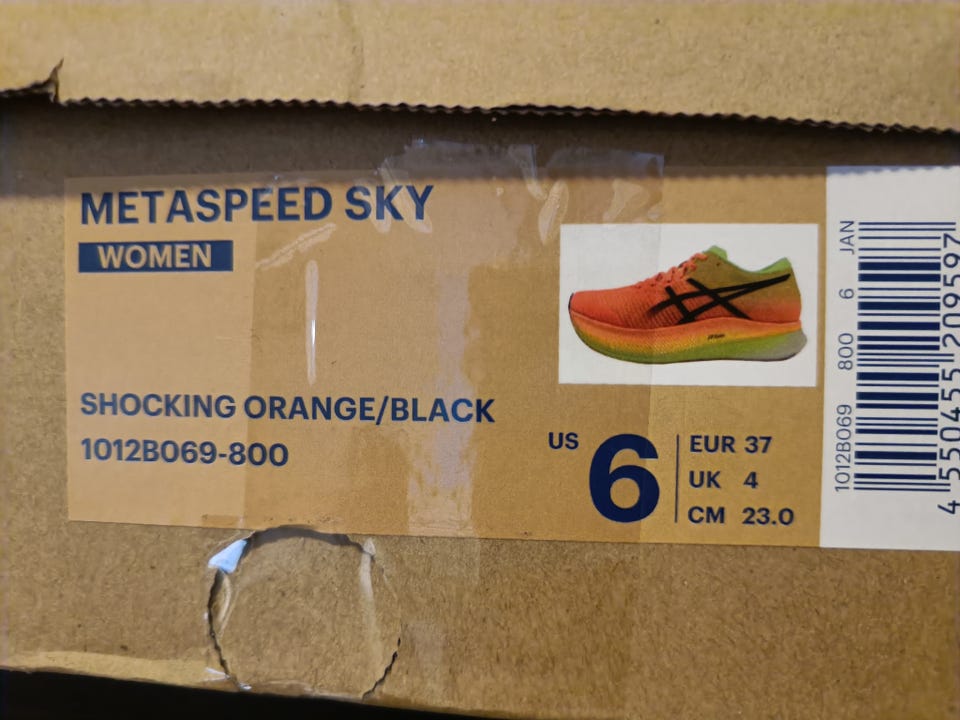 METASPEED SKY
WOMEN
SHOCKING ORANGE/BLACK
1012B069-800
US 6
EUR 37
UK 4
CM 23.0
1012B069 800 6 JAN
4 550455 209597